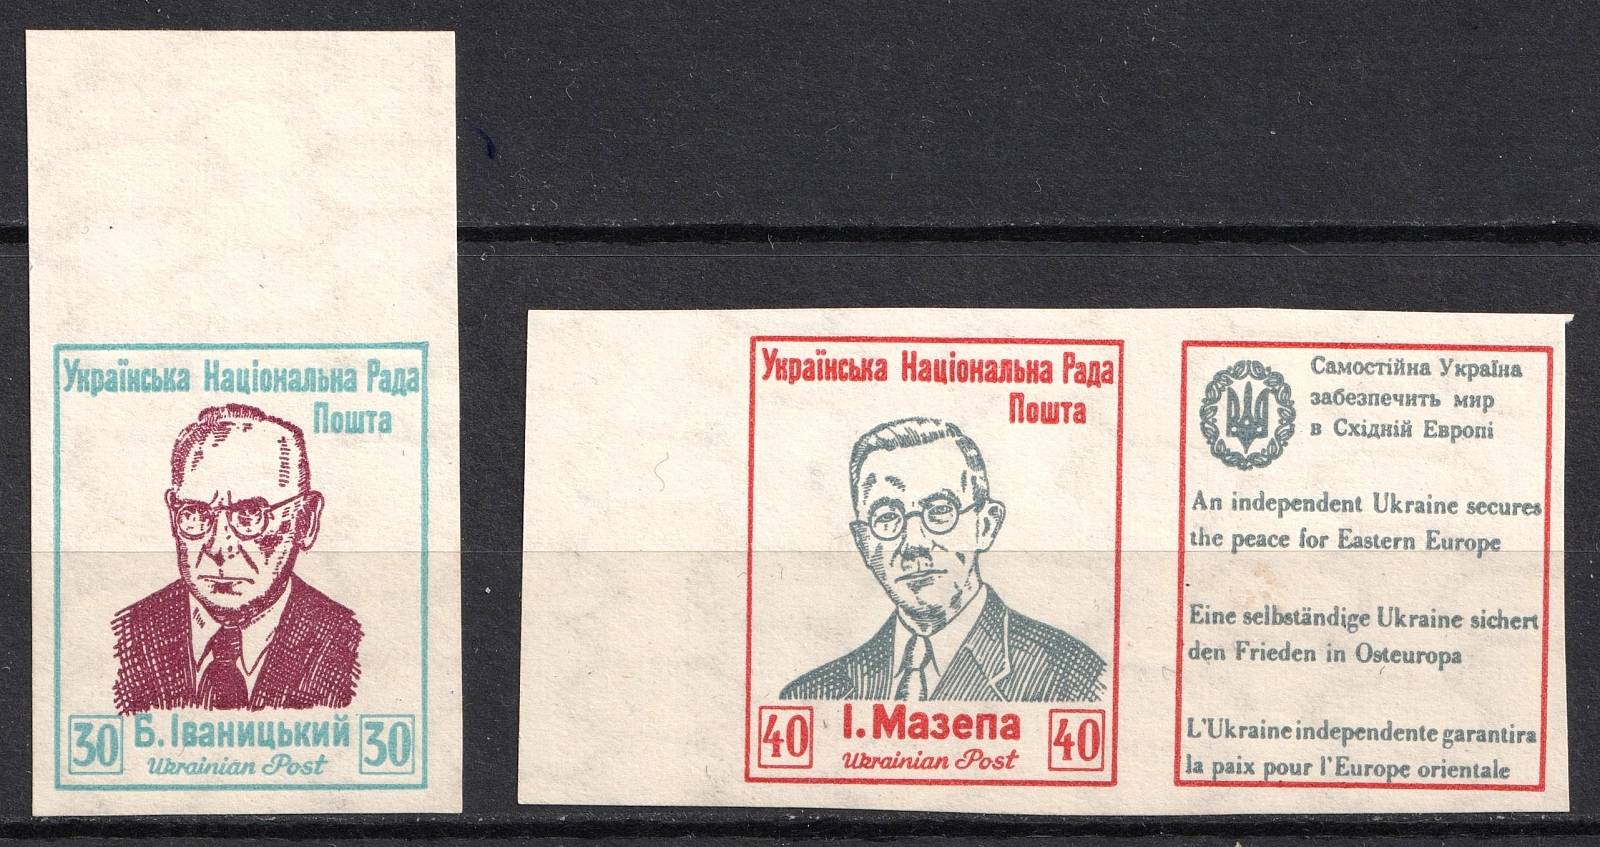 Українська Національна Рада
Пошта
30 Б. Іваницький 30
Ukrainian Post
Українська Національна Рада
Пошта
40 І. Мазепа 40
Ukrainian Post
Самостійна Україна
забезпечить мир
в Східній Европі
An independent Ukraine secures
the peace for Eastern Europe
Eine selbständige Ukraine sichert
den Frieden in Osteuropa
L'Ukraine independente garantira
la paix pour l'Europe orientale